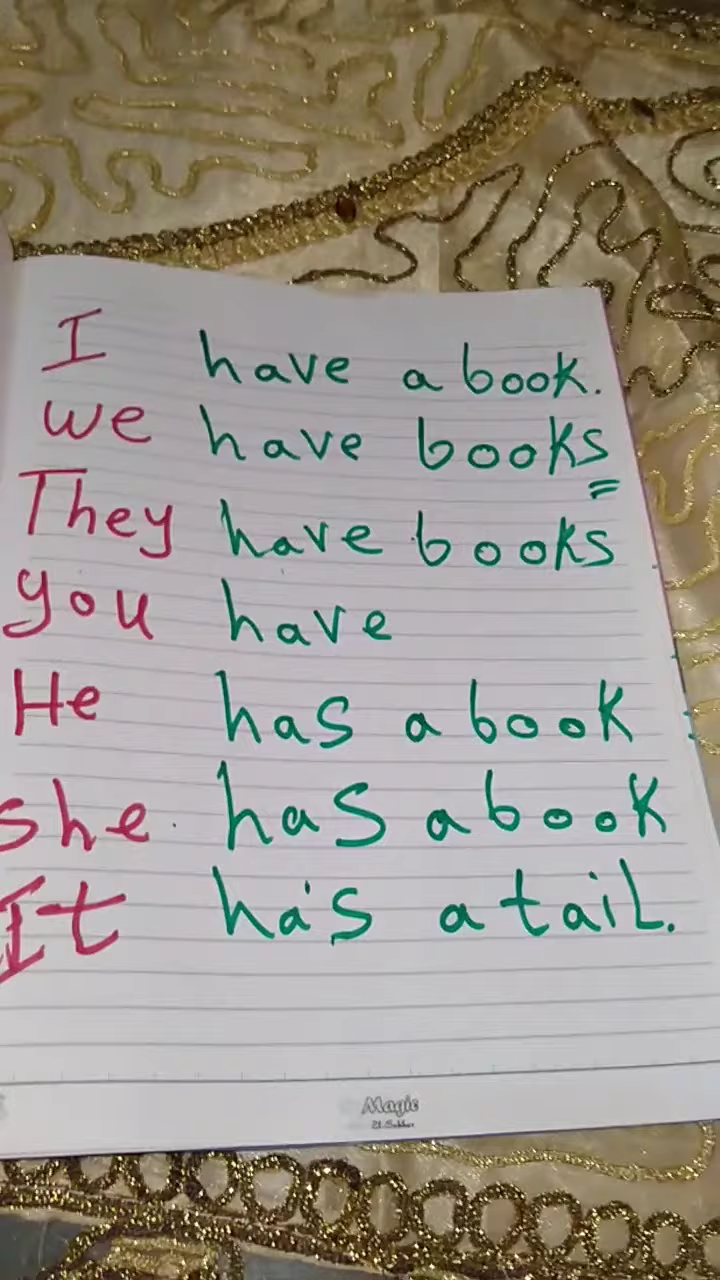 I have a book.
we have books
They have books
you have
He has a book
she has a book
It has a tail.
Magic